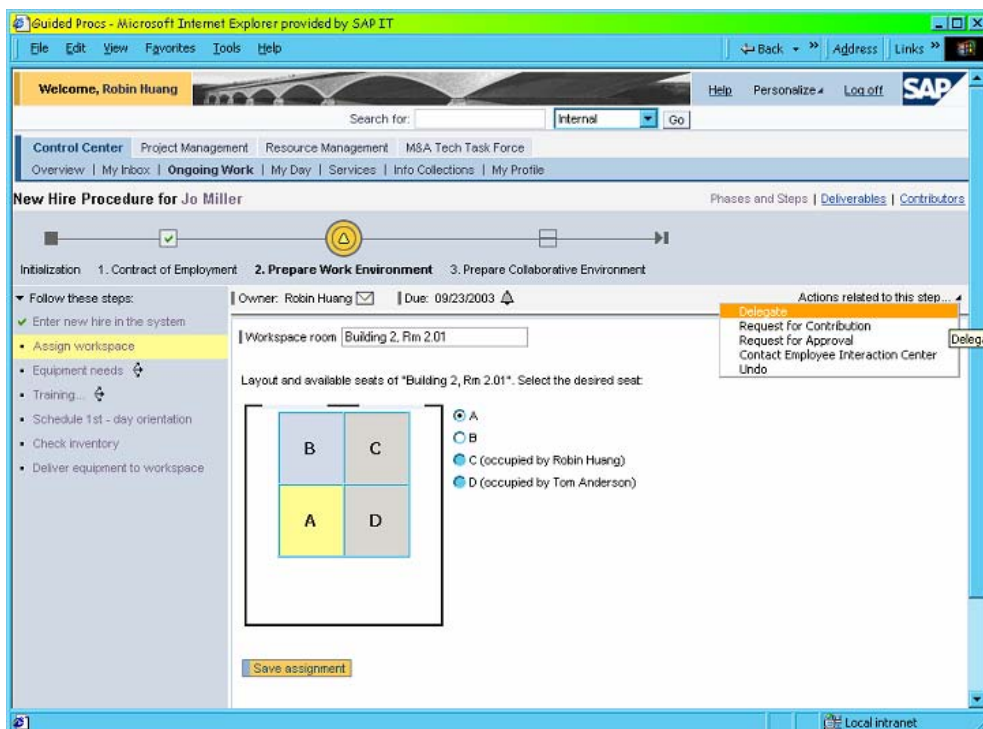 Guided Procs - Microsoft Internet Explorer provided by SAP IT
File Edit View Favorites Tools Help
Back » Address Links »
Welcome, Robin Huang
Help Personalize Log off SAP
Search for: Internal Go
Control Center Project Management Resource Management M&A Tech Task Force
Overview | My Inbox | Ongoing Work | My Day | Services | Info Collections | My Profile
New Hire Procedure for Jo Miller
Phases and Steps | Deliverables | Contributors
Initialization 1. Contract of Employment 2. Prepare Work Environment 3. Prepare Collaborative Environment
Follow these steps:
Enter new hire in the system
Assign workspace
Equipment needs
Training...
Schedule 1st - day orientation
Check inventory
Deliver equipment to workspace
Owner: Robin Huang Due: 09/23/2003
Actions related to this step...
Delegate
Request for Contribution
Request for Approval
Contact Employee Interaction Center
Undo
Delega
Workspace room Building 2, Rm 2.01
Layout and available seats of "Building 2, Rm 2.01". Select the desired seat:
B C
A D
A
B
C (occupied by Robin Huang)
D (occupied by Tom Anderson)
Save assignment
Local intranet